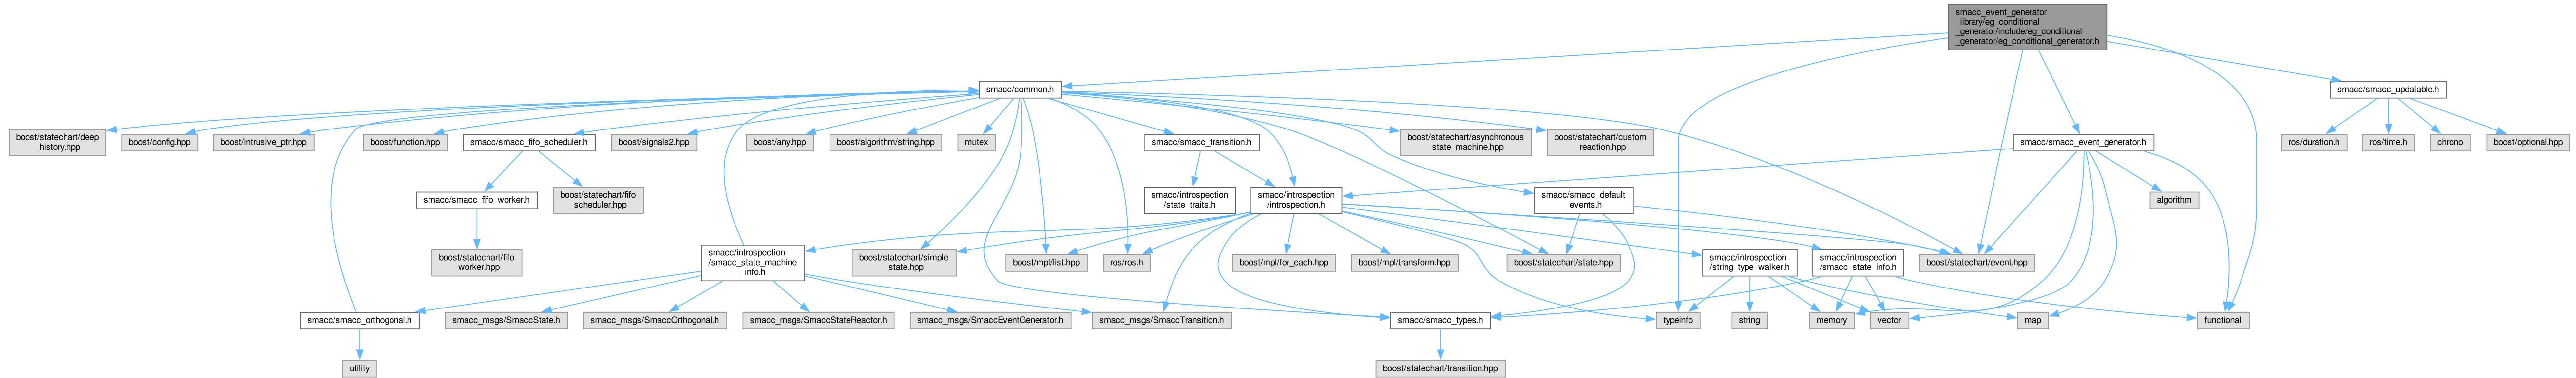 smacc_event_generator
_library/eg_conditional
_generator/include/eg_conditional
_generator/eg_conditional_generator.h
smacc/common.h
smacc/smacc_updatable.h
boost/statechart/deep
_history.hpp
boost/config.hpp
boost/intrusive_ptr.hpp
boost/function.hpp
smacc/smacc_fifo_scheduler.h
boost/signals2.hpp
boost/any.hpp
boost/algorithm/string.hpp
mutex
smacc/smacc_transition.h
boost/statechart/asynchronous
_state_machine.hpp
boost/statechart/custom
_reaction.hpp
smacc/smacc_event_generator.h
ros/duration.h
ros/time.h
chrono
boost/optional.hpp
smacc/smacc_fifo_worker.h
boost/statechart/fifo
_scheduler.hpp
smacc/introspection
/state_traits.h
smacc/introspection
/introspection.h
smacc/smacc_default
_events.h
algorithm
boost/statechart/fifo
_worker.hpp
smacc/introspection
/smacc_state_machine
_info.h
boost/statechart/simple
_state.hpp
boost/mpl/list.hpp
ros/ros.h
boost/mpl/for_each.hpp
boost/mpl/transform.hpp
boost/statechart/state.hpp
smacc/introspection
/string_type_walker.h
smacc/introspection
/smacc_state_info.h
boost/statechart/event.hpp
smacc/smacc_orthogonal.h
smacc_msgs/SmaccState.h
smacc_msgs/SmaccOrthogonal.h
smacc_msgs/SmaccStateReactor.h
smacc_msgs/SmaccEventGenerator.h
smacc_msgs/SmaccTransition.h
smacc/smacc_types.h
typeinfo
string
memory
vector
map
functional
utility
boost/statechart/transition.hpp